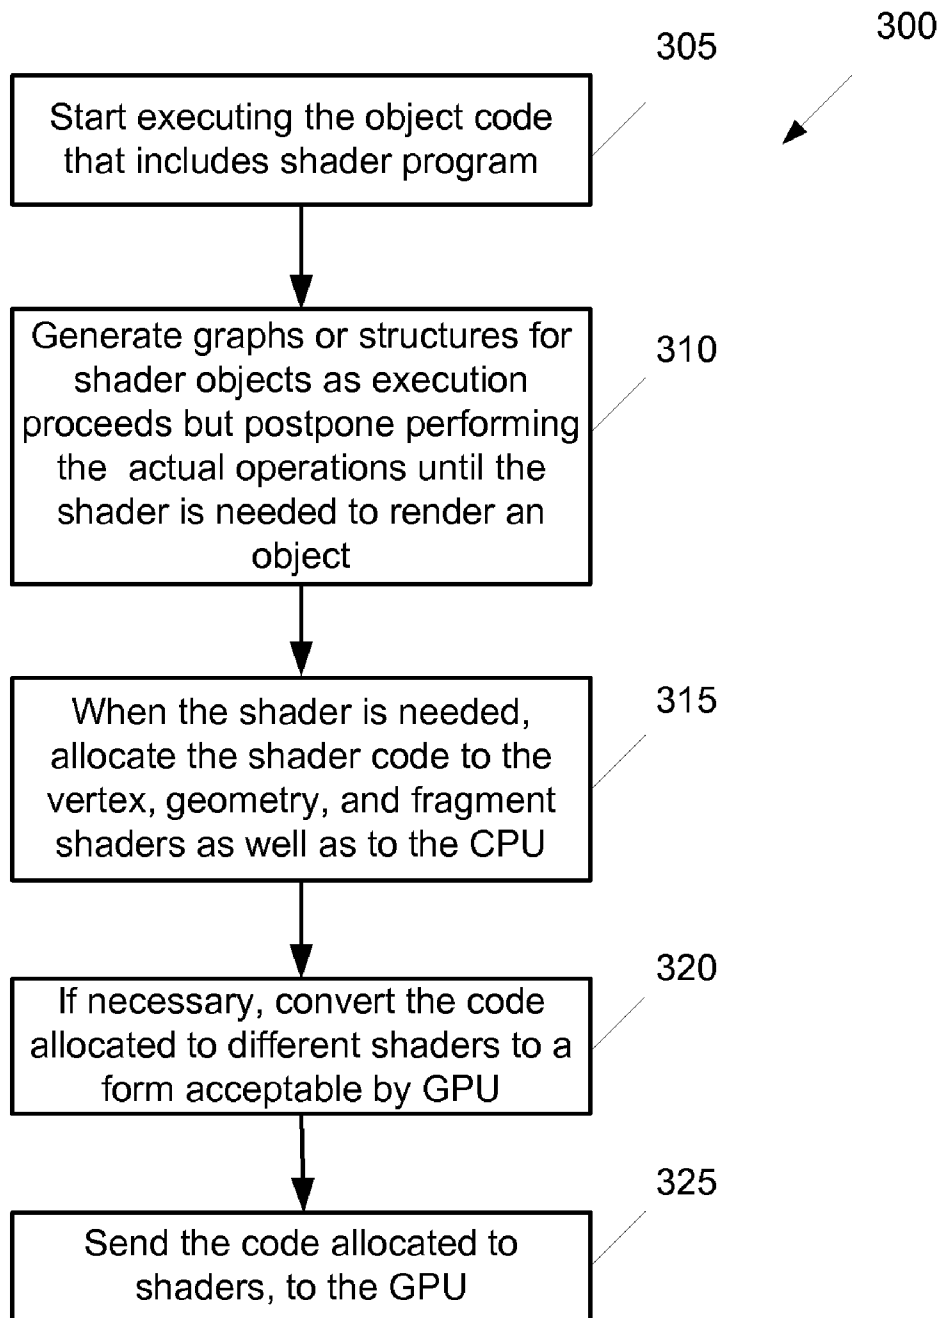 300
305
Start executing the object code
that includes shader program
310
Generate graphs or structures for
shader objects as execution
proceeds but postpone performing
the actual operations until the
shader is needed to render an
object
315
When the shader is needed,
allocate the shader code to the
vertex, geometry, and fragment
shaders as well as to the CPU
320
If necessary, convert the code
allocated to different shaders to a
form acceptable by GPU
325
Send the code allocated to
shaders, to the GPU